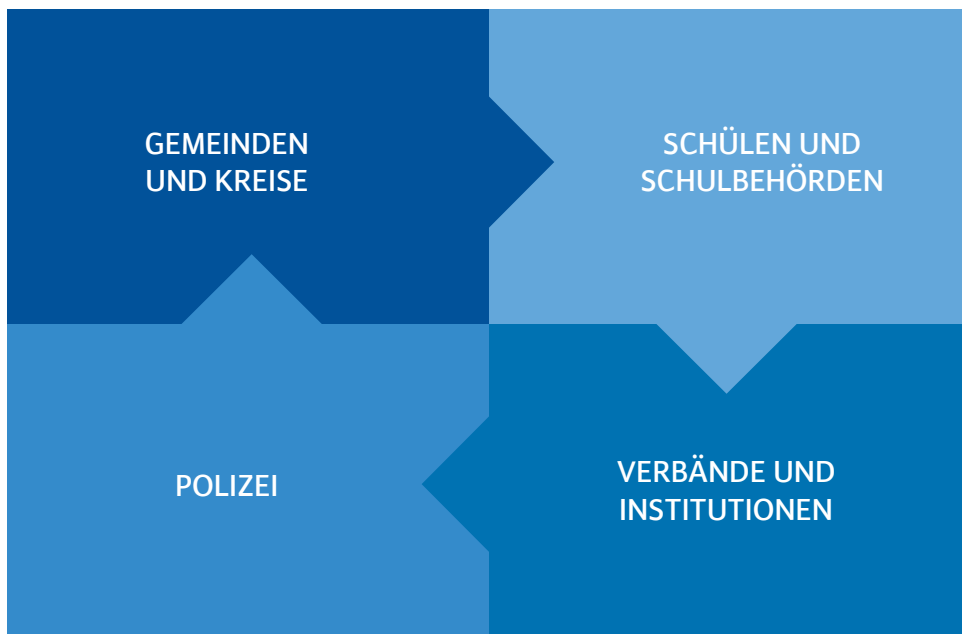 GEMEINDEN
UND KREISE
SCHÜLEN UND
SCHULBEHÖRDEN
POLIZEI
VERBÄNDE UND
INSTITUTIONEN